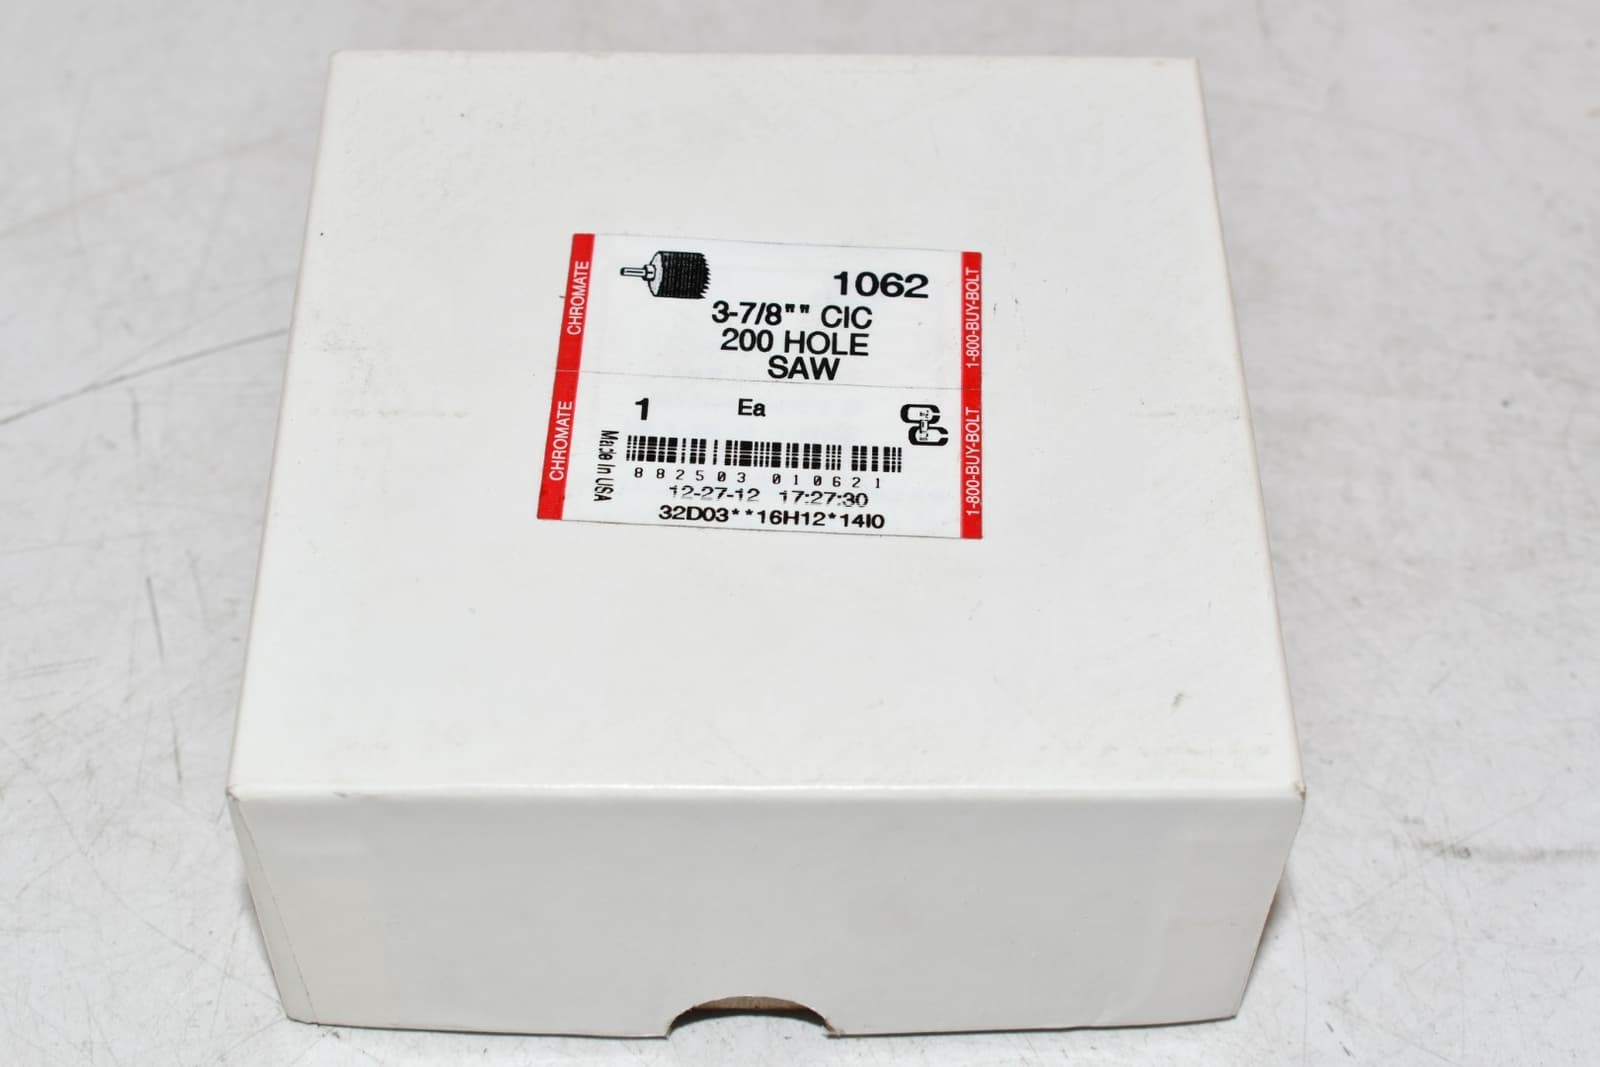 1062
3-7/8"" CIC
200 HOLE
SAW
1 Ea
CC
Made In USA
882503 010621
12-27-12 17:27:30
32D03**16H12*14I0
CHROMATE
CHROMATE
1-800-BUY-BOLT
1-800-BUY-BOLT